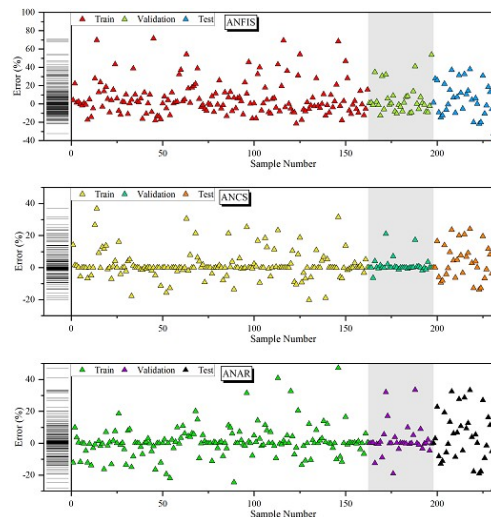 100
80
60
40
20
0
-20
-40
Error (%)
Train Validation Test
ANFIS
0 50 100 150 200
Sample Number
40
20
0
-20
Error (%)
Train Validation Test
ANCS
0 50 100 150 200
Sample Number
40
20
0
-20
Error (%)
Train Validation Test
ANAR
0 50 100 150 200
Sample Number